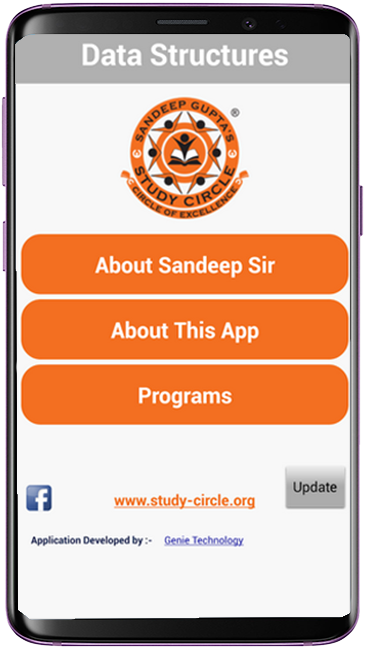 Data Structures
SANDEEP GUPTA'S
®
STUDY CIRCLE
CIRCLE OF EXCELLENCE
About Sandeep Sir
About This App
Programs
Update
www.study-circle.org
Application Developed by :- Genie Technology